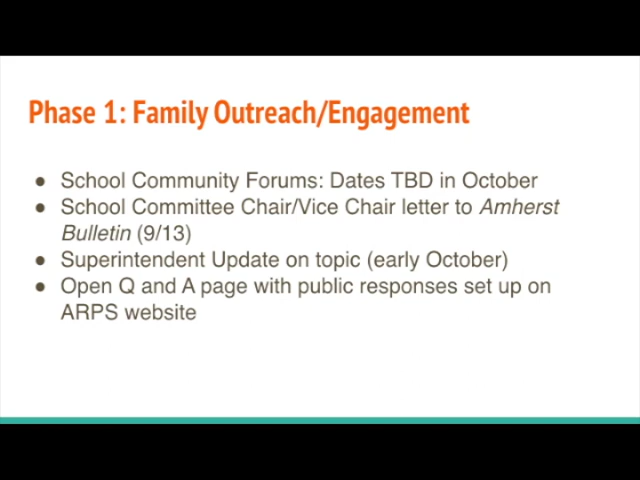 Phase 1: Family Outreach/Engagement
● School Community Forums: Dates TBD in October
● School Committee Chair/Vice Chair letter to Amherst
Bulletin (9/13)
● Superintendent Update on topic (early October)
● Open Q and A page with public responses set up on
ARPS website